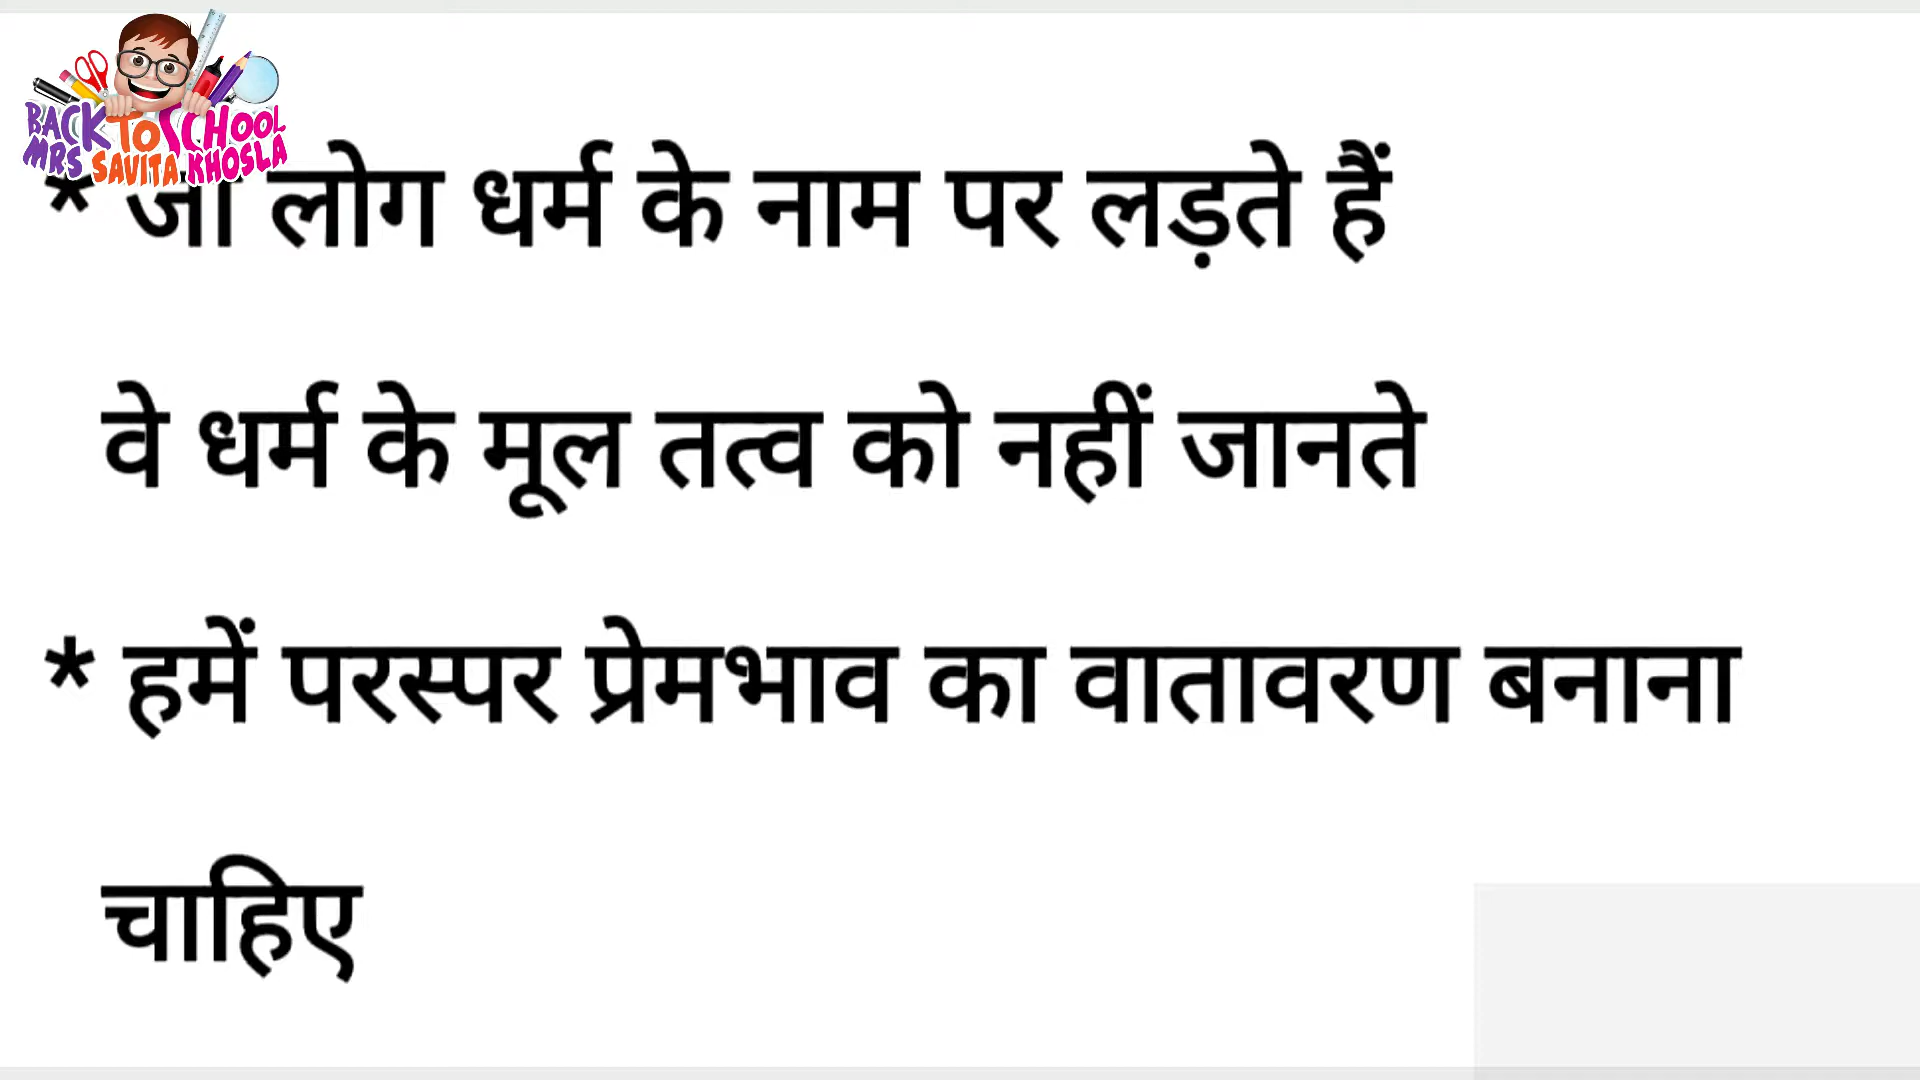 BACK TO SCHOOL
MRS SAVITA KHOSLA
* जो लोग धर्म के नाम पर लड़ते हैं
वे धर्म के मूल तत्व को नहीं जानते
* हमें परस्पर प्रेमभाव का वातावरण बनाना
चाहिए